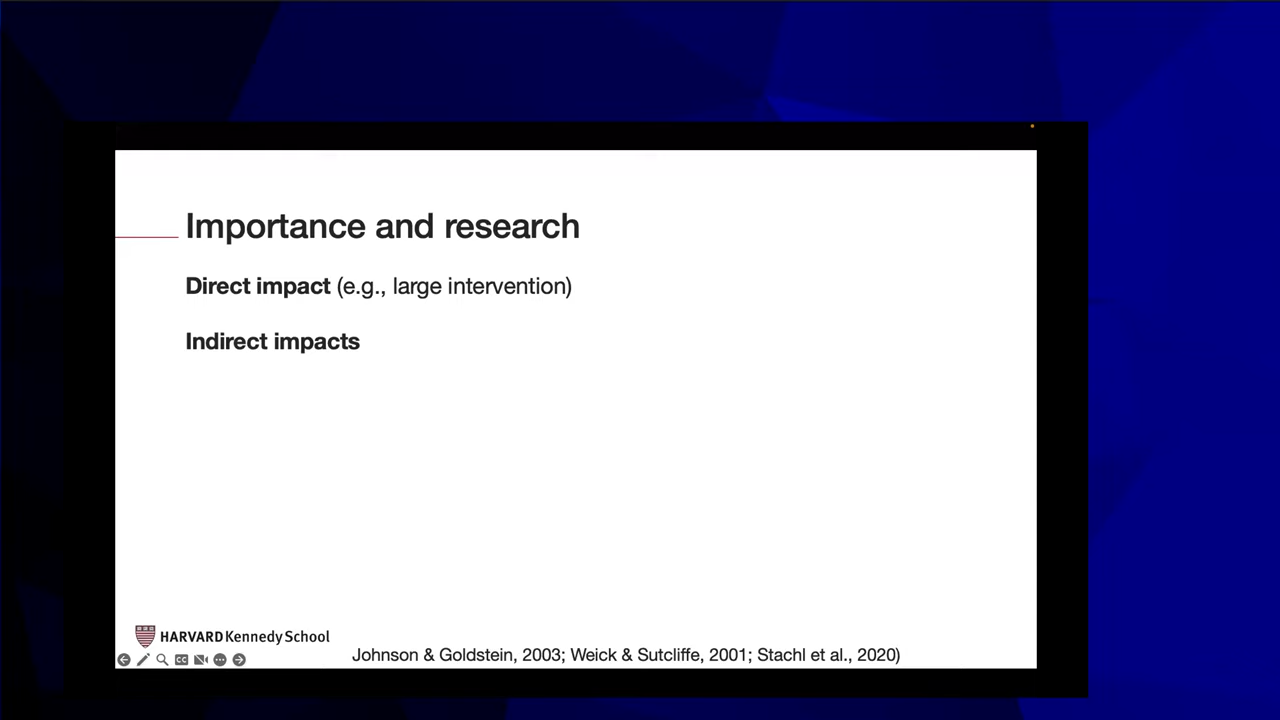 Importance and research
Direct impact (e.g., large intervention)
Indirect impacts
HARVARD Kennedy School
CC
Johnson & Goldstein, 2003; Weick & Sutcliffe, 2001; Stachl et al., 2020)